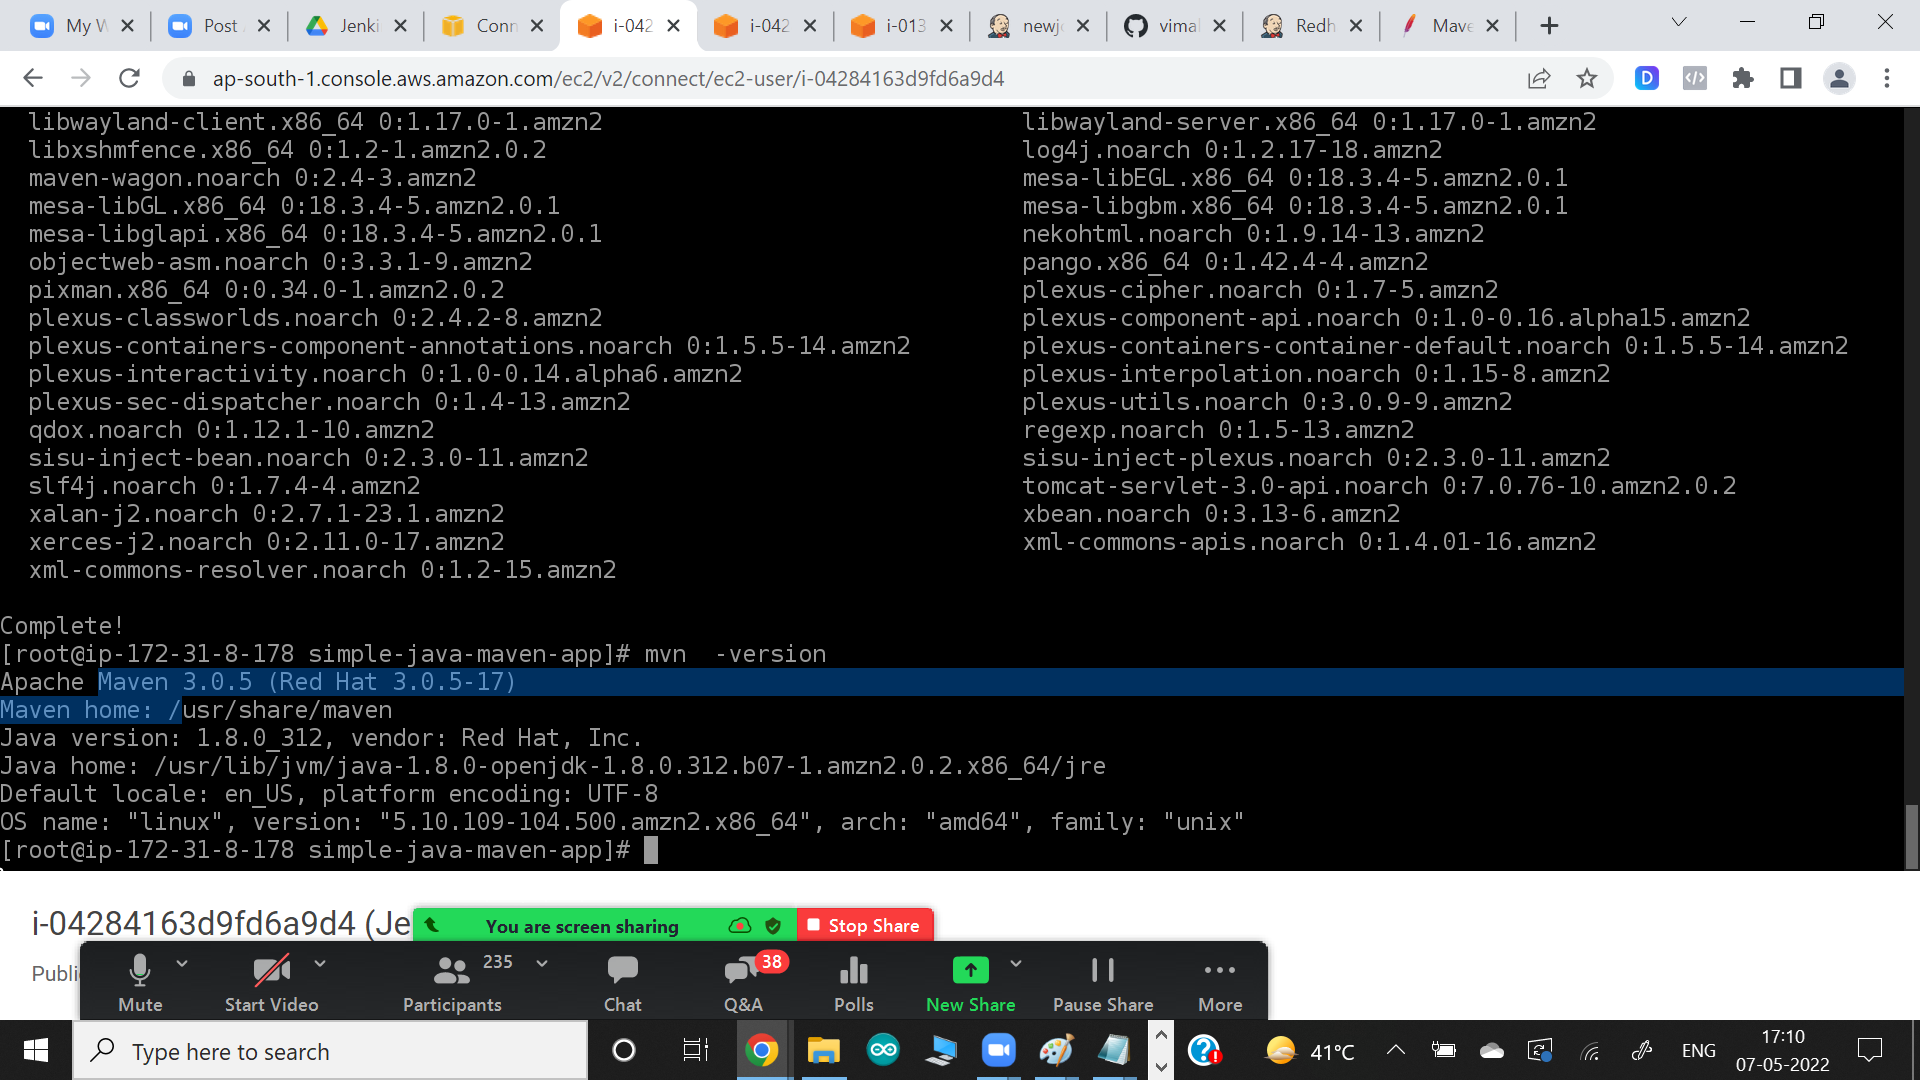 My W
Post
Jenki
Conn
i-042
i-042
i-013
newjo
vimal
Redh
Mave
ap-south-1.console.aws.amazon.com/ec2/v2/connect/ec2-user/i-04284163d9fd6a9d4
libwayland-client.x86_64 0:1.17.0-1.amzn2 libwayland-server.x86_64 0:1.17.0-1.amzn2
libxshmfence.x86_64 0:1.2-1.amzn2.0.2 log4j.noarch 0:1.2.17-18.amzn2
maven-wagon.noarch 0:2.4-3.amzn2 mesa-libEGL.x86_64 0:18.3.4-5.amzn2.0.1
mesa-libGL.x86_64 0:18.3.4-5.amzn2.0.1 mesa-libgbm.x86_64 0:18.3.4-5.amzn2.0.1
mesa-libglapi.x86_64 0:18.3.4-5.amzn2.0.1 nekohtml.noarch 0:1.9.14-13.amzn2
objectweb-asm.noarch 0:3.3.1-9.amzn2 pango.x86_64 0:1.42.4-4.amzn2
pixman.x86_64 0:0.34.0-1.amzn2.0.2 plexus-cipher.noarch 0:1.7-5.amzn2
plexus-classworlds.noarch 0:2.4.2-8.amzn2 plexus-component-api.noarch 0:1.0-0.16.alpha15.amzn2
plexus-containers-component-annotations.noarch 0:1.5.5-14.amzn2 plexus-containers-container-default.noarch 0:1.5.5-14.amzn2
plexus-interactivity.noarch 0:1.0-0.14.alpha6.amzn2 plexus-interpolation.noarch 0:1.15-8.amzn2
plexus-sec-dispatcher.noarch 0:1.4-13.amzn2 plexus-utils.noarch 0:3.0.9-9.amzn2
qdox.noarch 0:1.12.1-10.amzn2 regexp.noarch 0:1.5-13.amzn2
sisu-inject-bean.noarch 0:2.3.0-11.amzn2 sisu-inject-plexus.noarch 0:2.3.0-11.amzn2
slf4j.noarch 0:1.7.4-4.amzn2 tomcat-servlet-3.0-api.noarch 0:7.0.76-10.amzn2.0.2
xalan-j2.noarch 0:2.7.1-23.1.amzn2 xbean.noarch 0:3.13-6.amzn2
xerces-j2.noarch 0:2.11.0-17.amzn2 xml-commons-apis.noarch 0:1.4.01-16.amzn2
xml-commons-resolver.noarch 0:1.2-15.amzn2
Complete!
[root@ip-172-31-8-178 simple-java-maven-app]# mvn  -version
Apache Maven 3.0.5 (Red Hat 3.0.5-17)
Maven home: /usr/share/maven
Java version: 1.8.0_312, vendor: Red Hat, Inc.
Java home: /usr/lib/jvm/java-1.8.0-openjdk-1.8.0.312.b07-1.amzn2.0.2.x86_64/jre
Default locale: en_US, platform encoding: UTF-8
OS name: "linux", version: "5.10.109-104.500.amzn2.x86_64", arch: "amd64", family: "unix"
[root@ip-172-31-8-178 simple-java-maven-app]#
i-04284163d9fd6a9d4 (Je
You are screen sharing
Stop Share
Publi
235
38
Mute
Start Video
Participants
Chat
Q&A
Polls
New Share
Pause Share
More
Type here to search
41°C
ENG
17:10
07-05-2022